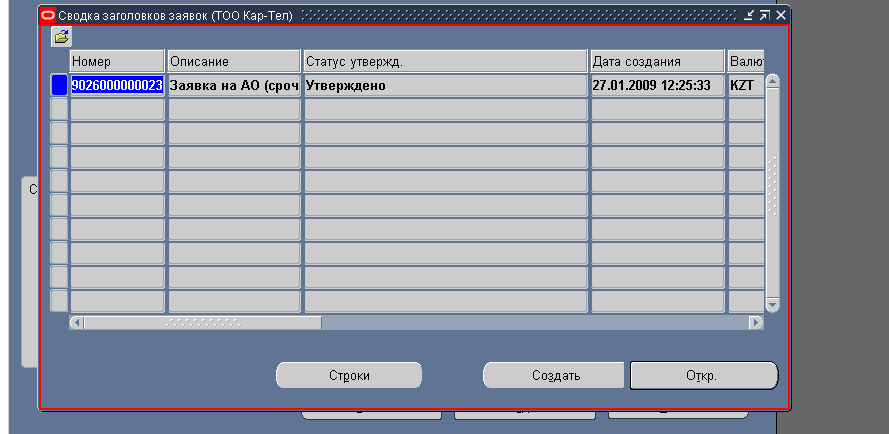 Сводка заголовков заявок (ТОО Кар-Тел)
Номер Описание Статус утвержд. Дата создания Валю
9026000000023 Заявка на АО (сроч Утверждено 27.01.2009 12:25:33 KZT
С
Строки Создать Откр.